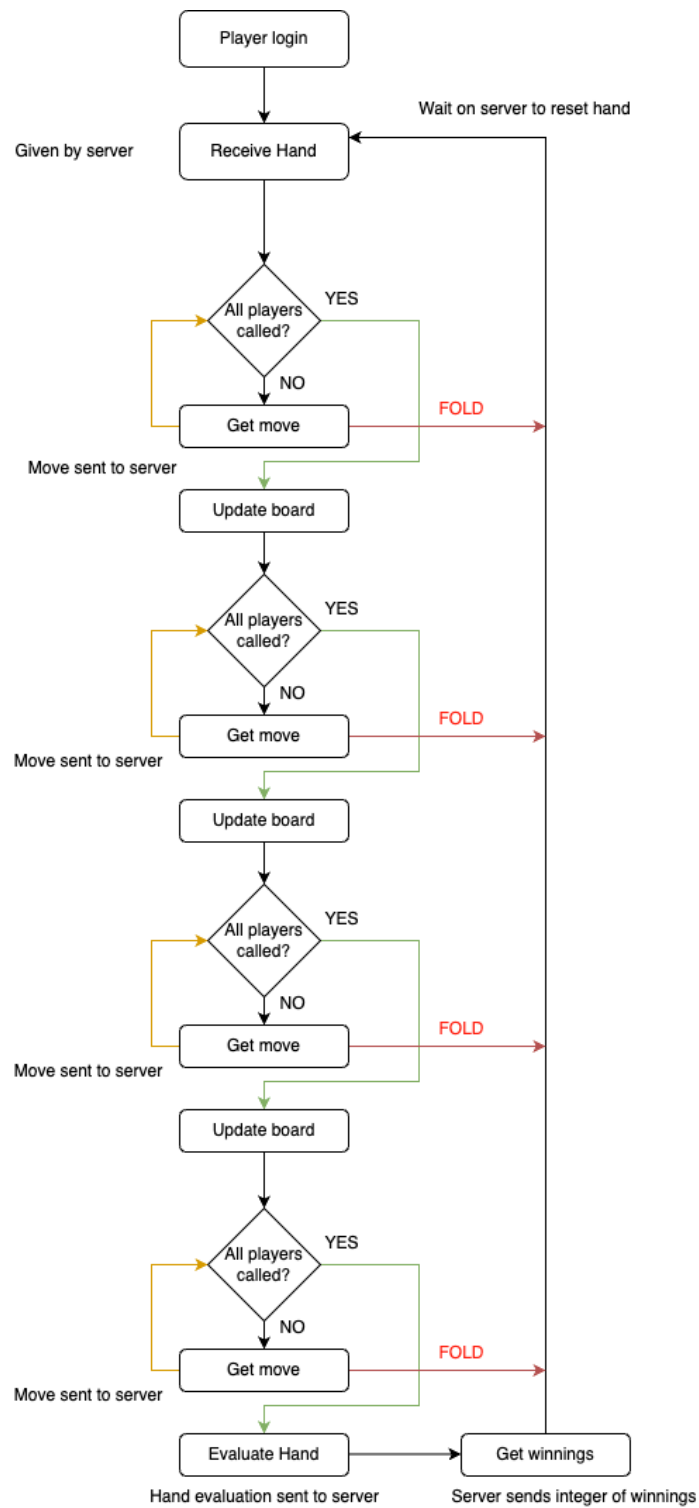 Player login
Wait on server to reset hand
Given by server
Receive Hand
All players
called?
YES
NO
Get move
FOLD
Move sent to server
Update board
All players
called?
YES
NO
Get move
FOLD
Move sent to server
Update board
All players
called?
YES
NO
Get move
FOLD
Move sent to server
Update board
All players
called?
YES
NO
Get move
FOLD
Move sent to server
Evaluate Hand
Get winnings
Hand evaluation sent to server
Server sends integer of winnings